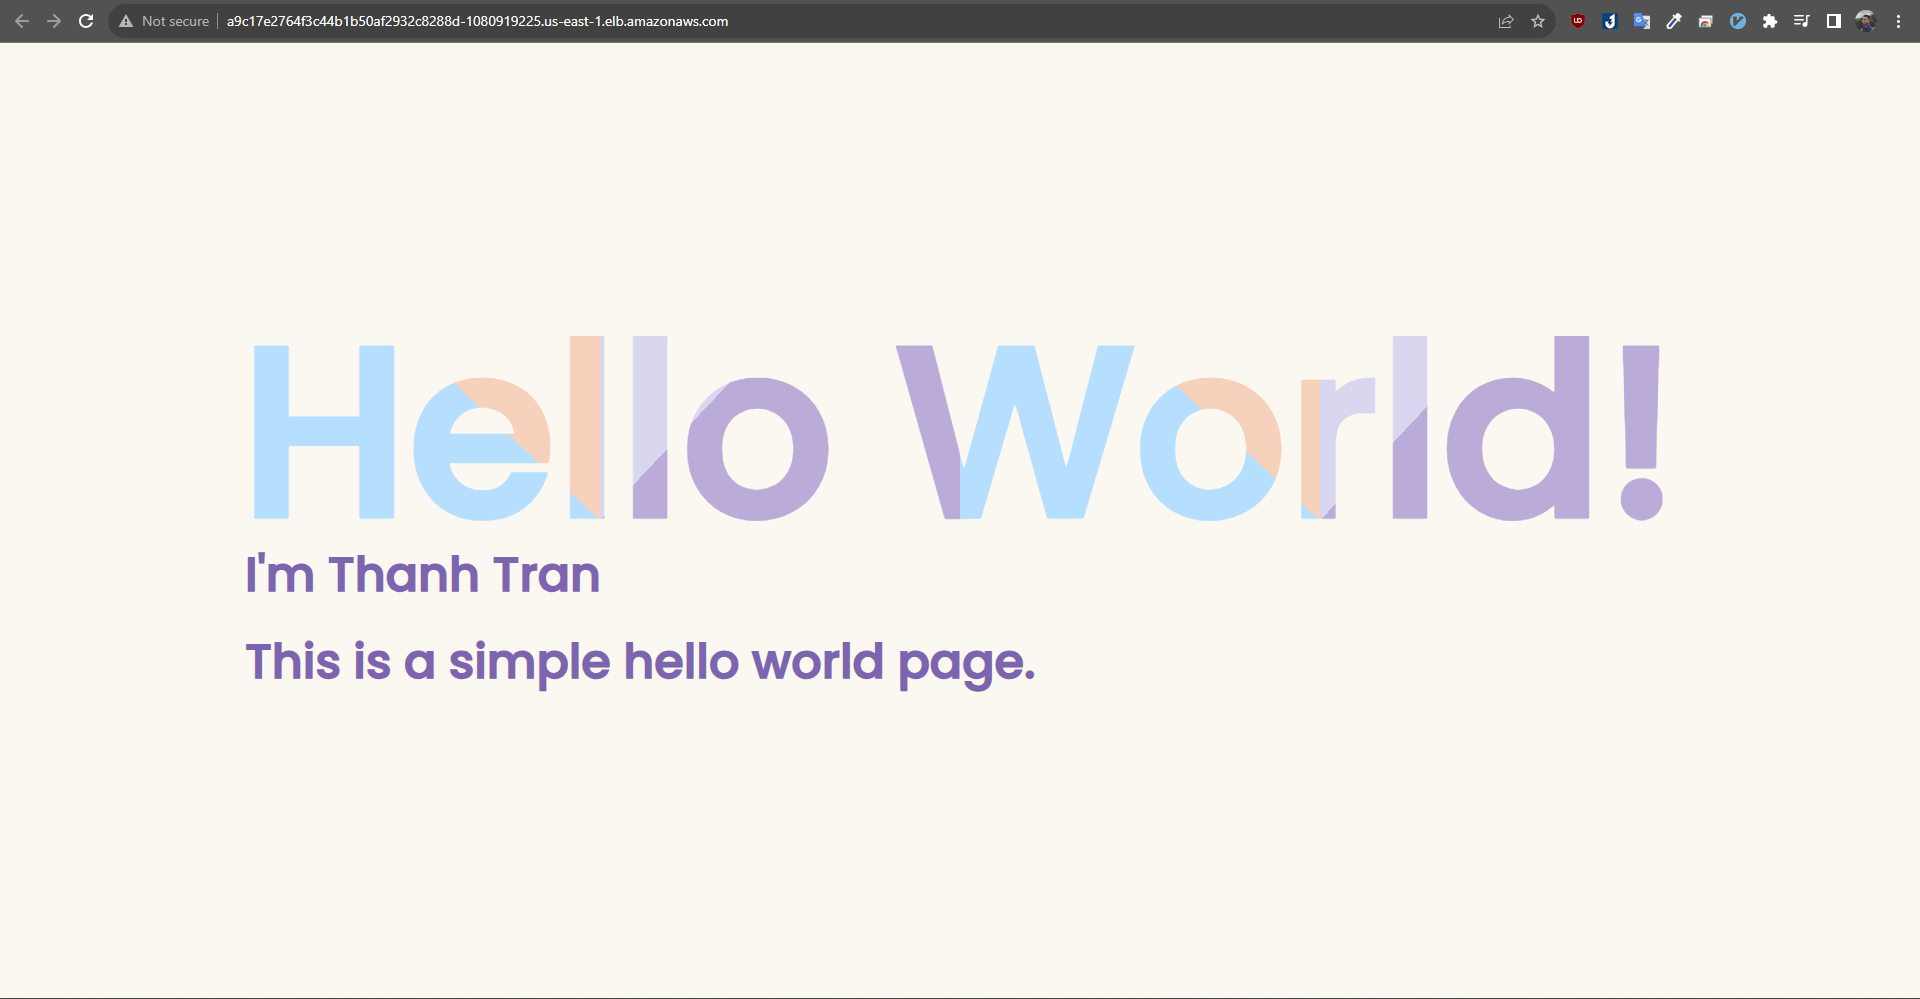 Not secure
a9c17e2764f3c44b1b50af2932c8288d-1080919225.us-east-1.elb.amazonaws.com
Hello World!
I'm Thanh Tran
This is a simple hello world page.